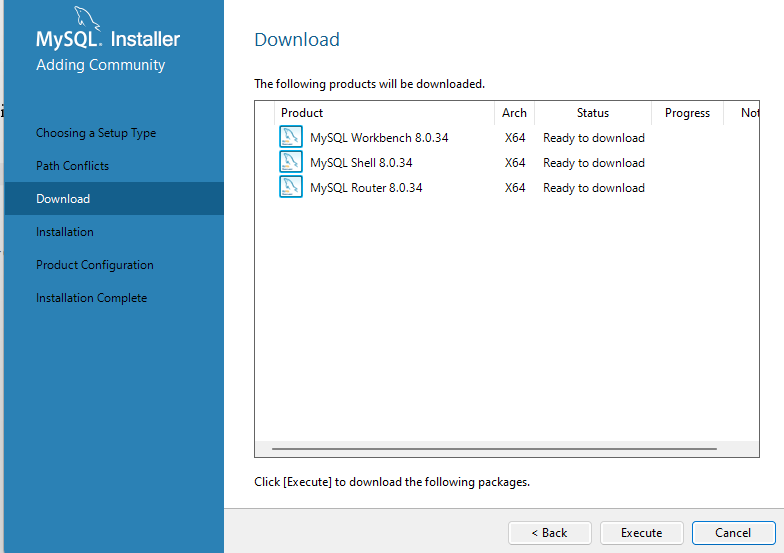 MySQL. Installer
Adding Community
Choosing a Setup Type
Path Conflicts
Download
Installation
Product Configuration
Installation Complete
Download
The following products will be downloaded.
Product Arch Status Progress Not
MySQL Workbench 8.0.34 X64 Ready to download
MySQL Shell 8.0.34 X64 Ready to download
MySQL Router 8.0.34 X64 Ready to download
Click [Execute] to download the following packages.
< Back Execute Cancel